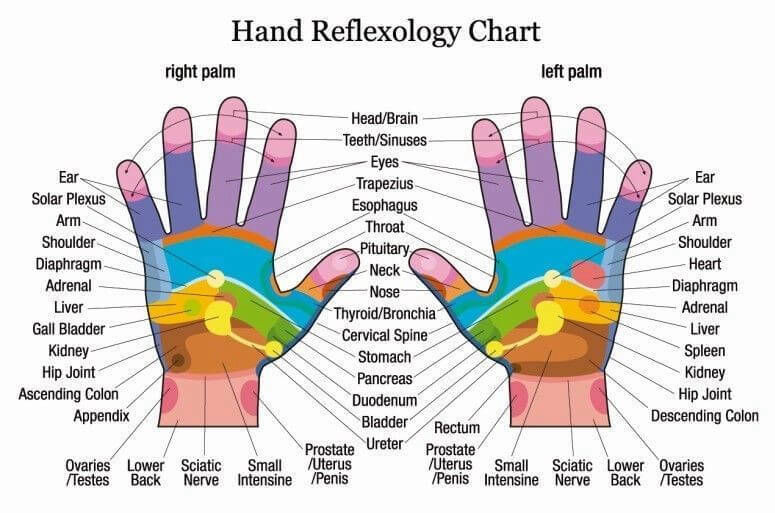 Hand Reflexology Chart
right palm
left palm
Head/Brain
Teeth/Sinuses
Eyes
Trapezius
Esophagus
Throat
Pituitary
Neck
Nose
Thyroid/Bronchia
Cervical Spine
Stomach
Pancreas
Duodenum
Bladder
Ureter
Ear
Solar Plexus
Arm
Shoulder
Diaphragm
Adrenal
Liver
Gall Bladder
Kidney
Hip Joint
Ascending Colon
Appendix
Ear
Solar Plexus
Arm
Shoulder
Heart
Diaphragm
Adrenal
Liver
Spleen
Kidney
Hip Joint
Descending Colon
Rectum
Ovaries
/Testes
Lower
Back
Sciatic
Nerve
Small
Intensine
Prostate
/Uterus
/Penis
Prostate
/Uterus
/Penis
Small
Intensine
Sciatic
Nerve
Lower
Back
Ovaries
/Testes